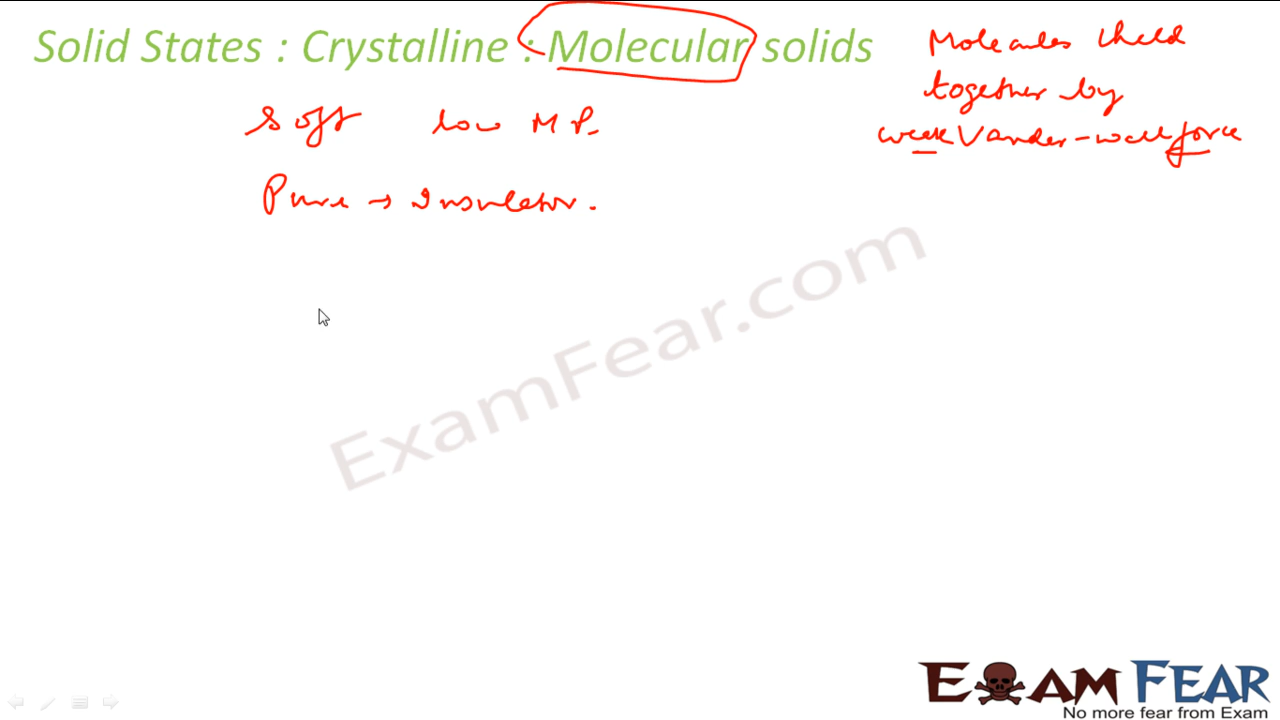 Solid States : Crystalline : Molecular solids
Molecules held
together by
weak Vander-wall force
Soft low M P.
Pure → Insulator.
ExamFear.com
EXAM FEAR
No more fear from Exam